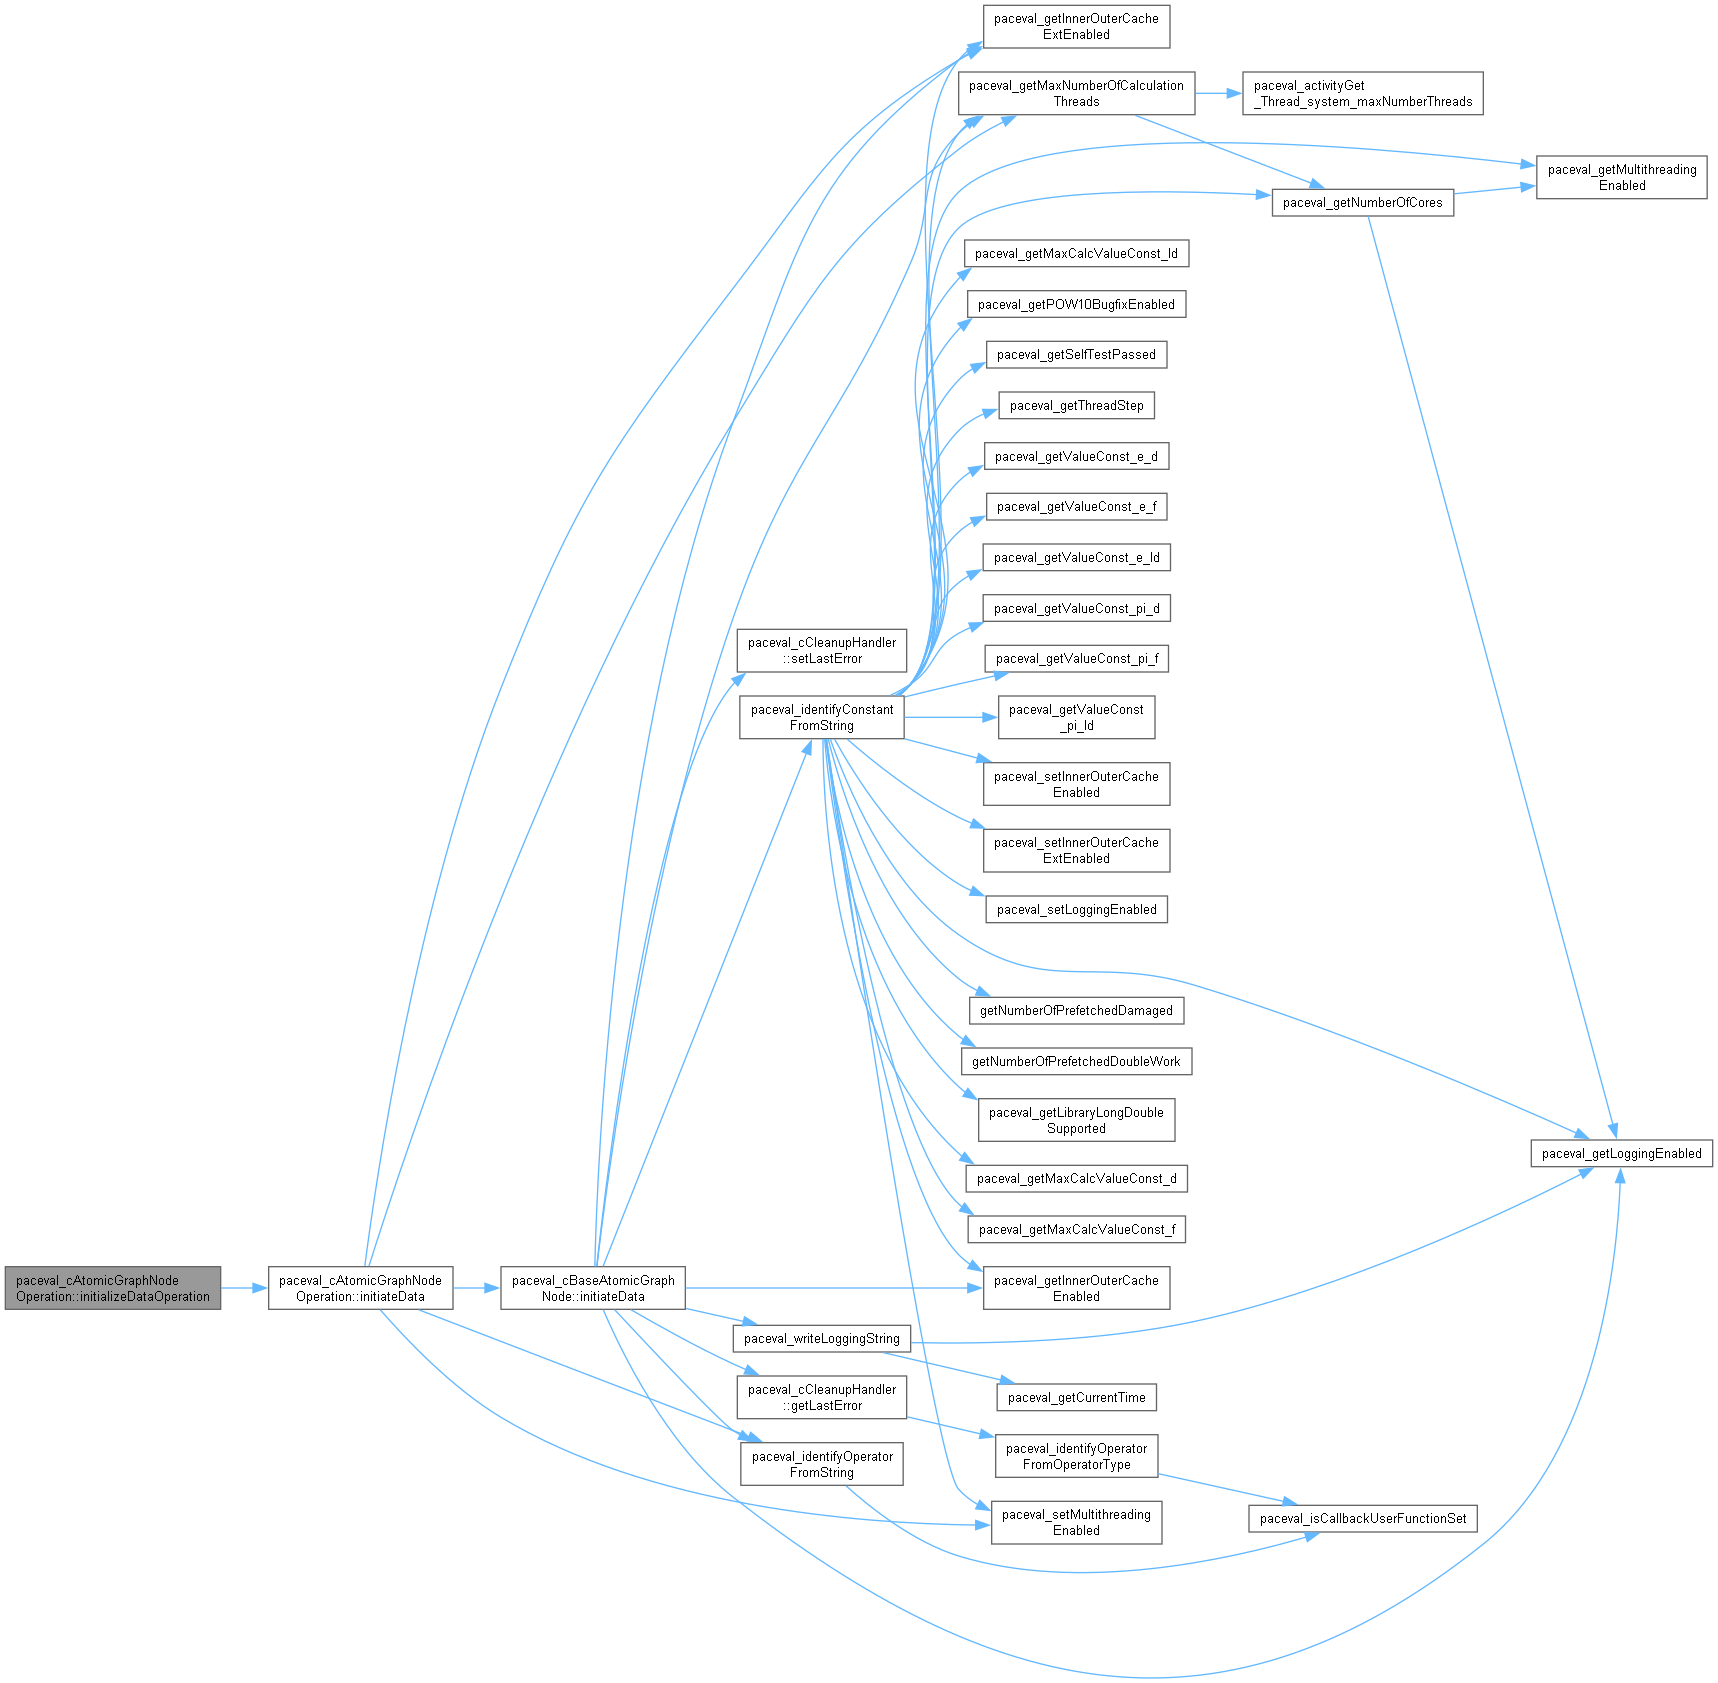 paceval_getInnerOuterCache
ExtEnabled
paceval_getMaxNumberOfCalculation
Threads
paceval_activityGet
_Thread_system_maxNumberThreads
paceval_getMultithreading
Enabled
paceval_getNumberOfCores
paceval_getMaxCalcValueConst_ld
paceval_getPOW10BugfixEnabled
paceval_getSelfTestPassed
paceval_getThreadStep
paceval_getValueConst_e_d
paceval_getValueConst_e_f
paceval_getValueConst_e_ld
paceval_getValueConst_pi_d
paceval_cCleanupHandler
::setLastError
paceval_getValueConst_pi_f
paceval_identifyConstant
FromString
paceval_getValueConst
_pi_ld
paceval_setInnerOuterCache
Enabled
paceval_setInnerOuterCache
ExtEnabled
paceval_setLoggingEnabled
getNumberOfPrefetchedDamaged
getNumberOfPrefetchedDoubleWork
paceval_getLibraryLongDouble
Supported
paceval_getLoggingEnabled
paceval_getMaxCalcValueConst_d
paceval_getMaxCalcValueConst_f
paceval_cAtomicGraphNode
Operation::initializeDataOperation
paceval_cAtomicGraphNode
Operation::initiateData
paceval_cBaseAtomicGraph
Node::initiateData
paceval_getInnerOuterCache
Enabled
paceval_writeLoggingString
paceval_cCleanupHandler
::getLastError
paceval_getCurrentTime
paceval_identifyOperator
FromString
paceval_identifyOperator
FromOperatorType
paceval_setMultithreading
Enabled
paceval_isCallbackUserFunctionSet